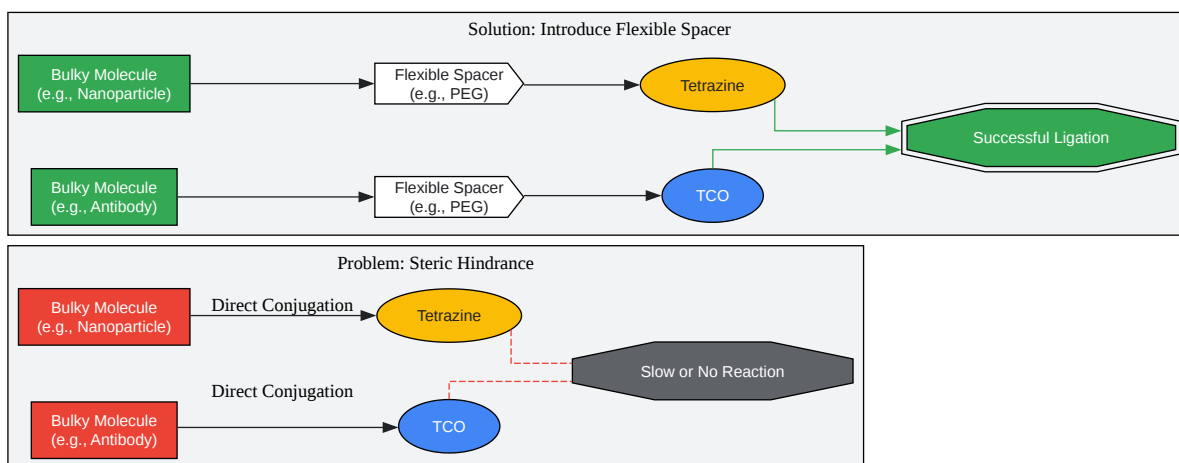 Solution: Introduce Flexible Spacer
Bulky Molecule
(e.g., Nanoparticle)
Flexible Spacer
(e.g., PEG)
Tetrazine
Successful Ligation
Bulky Molecule
(e.g., Antibody)
Flexible Spacer
(e.g., PEG)
TCO
Problem: Steric Hindrance
Bulky Molecule
(e.g., Nanoparticle)
Direct Conjugation
Tetrazine
Slow or No Reaction
Direct Conjugation
Bulky Molecule
(e.g., Antibody)
TCO